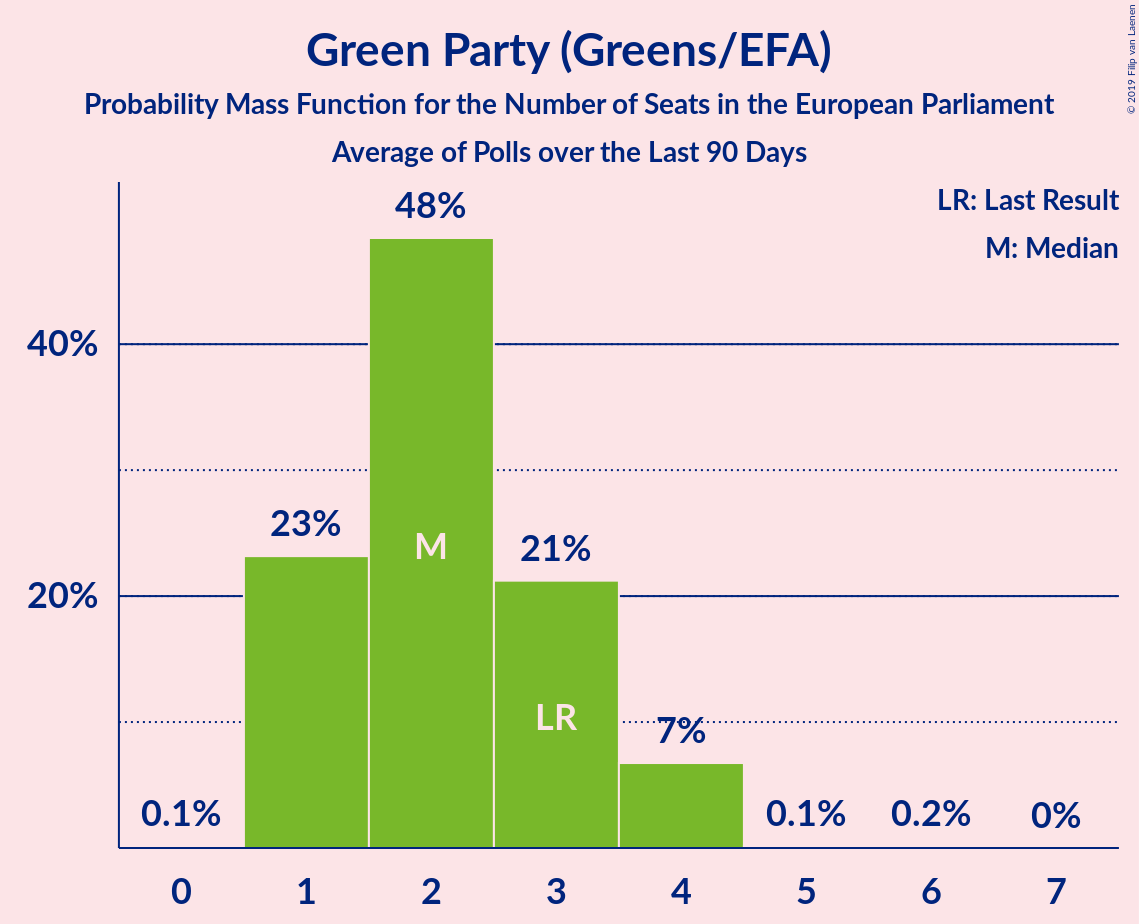 Green Party (Greens/EFA)
Probability Mass Function for the Number of Seats in the European Parliament
Average of Polls over the Last 90 Days
© 2019 Filip van Laenen
LR: Last Result
M: Median
48%
40%
23%
M
21%
20%
LR
7%
0.1%
0.1%
0.2%
0%
0 1 2 3 4 5 6 7